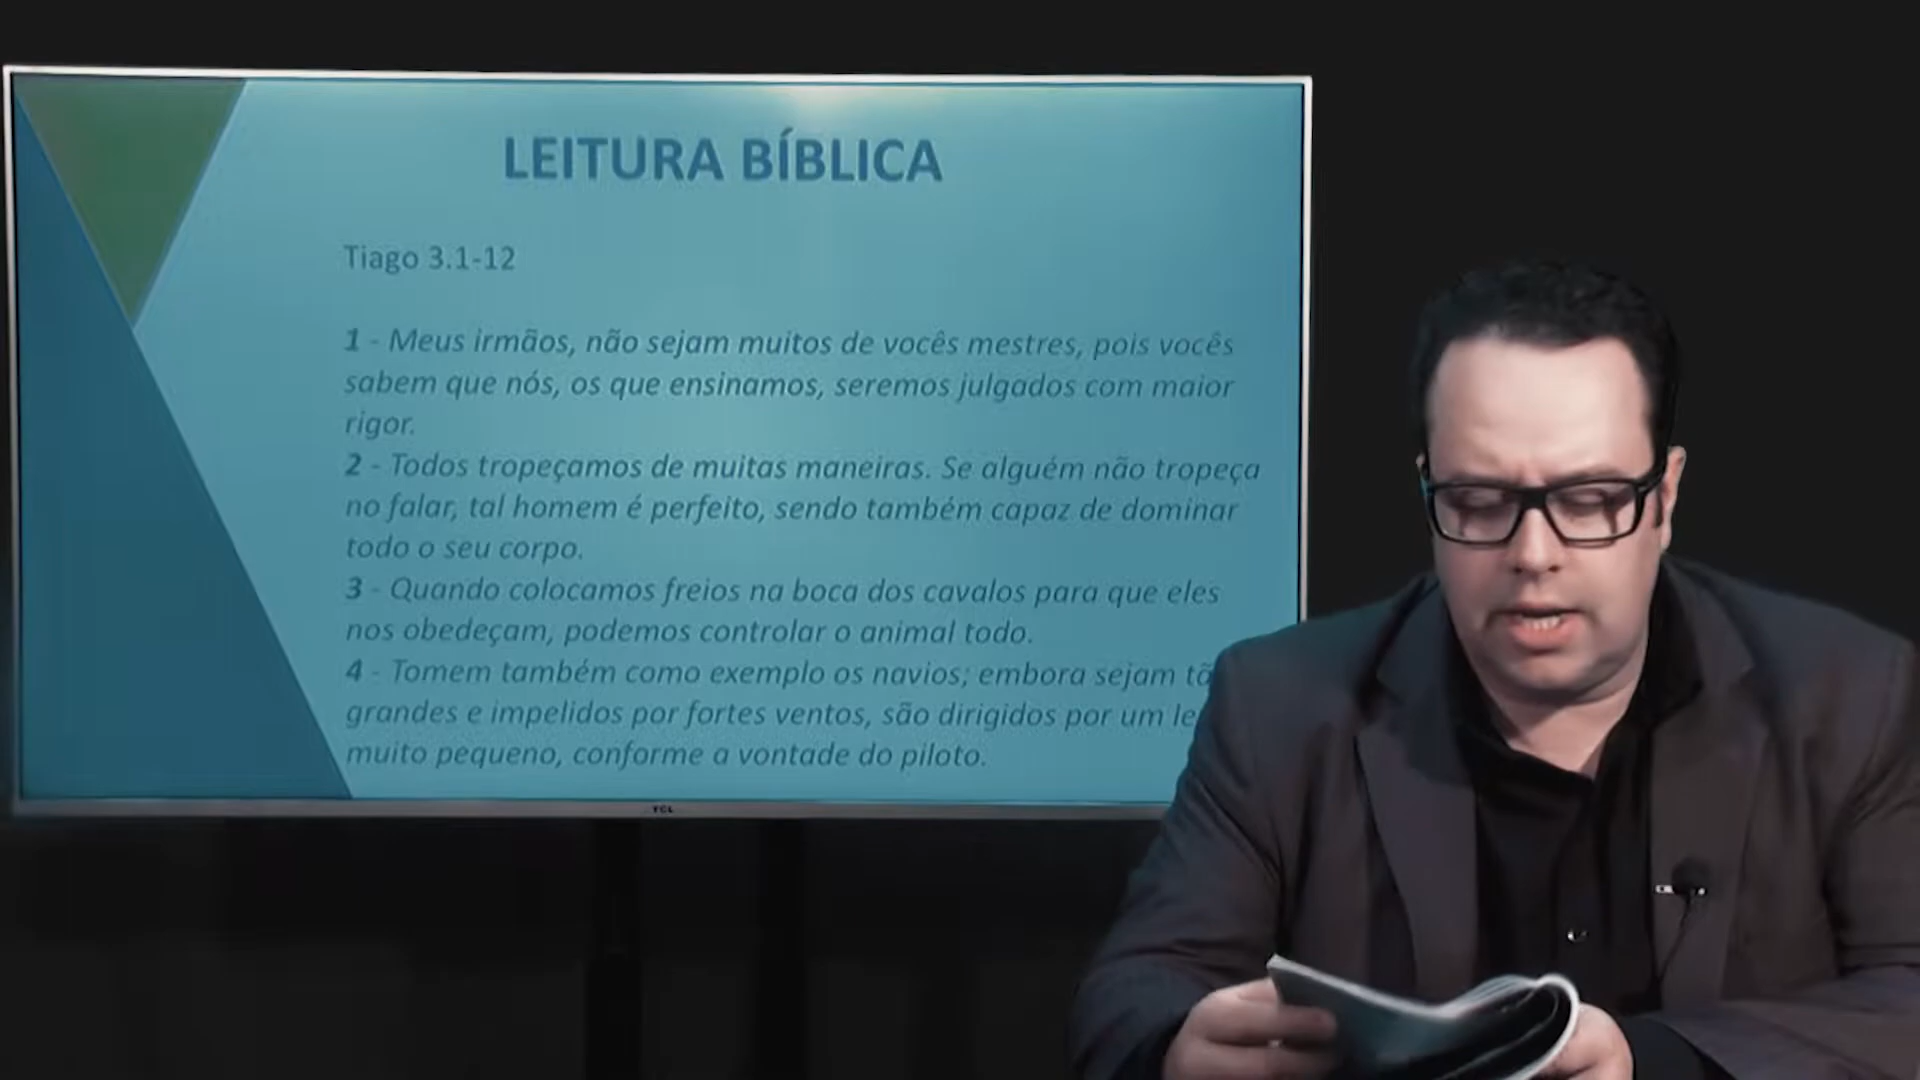 LEITURA BÍBLICA
Tiago 3.1-12
1 - Meus irmãos, não sejam muitos de vocês mestres, pois vocês
sabem que nós, os que ensinamos, seremos julgados com maior
rigor.
2 - Todos tropeçamos de muitas maneiras. Se alguém não tropeça
no falar, tal homem é perfeito, sendo também capaz de dominar
todo o seu corpo.
3 - Quando colocamos freios na boca dos cavalos para que eles
nos obedeçam, podemos controlar o animal todo.
4 - Tomem também como exemplo os navios; embora sejam
grandes e impelidos por fortes ventos, são dirigidos por um
muito pequeno, conforme a vontade do piloto.
TCL